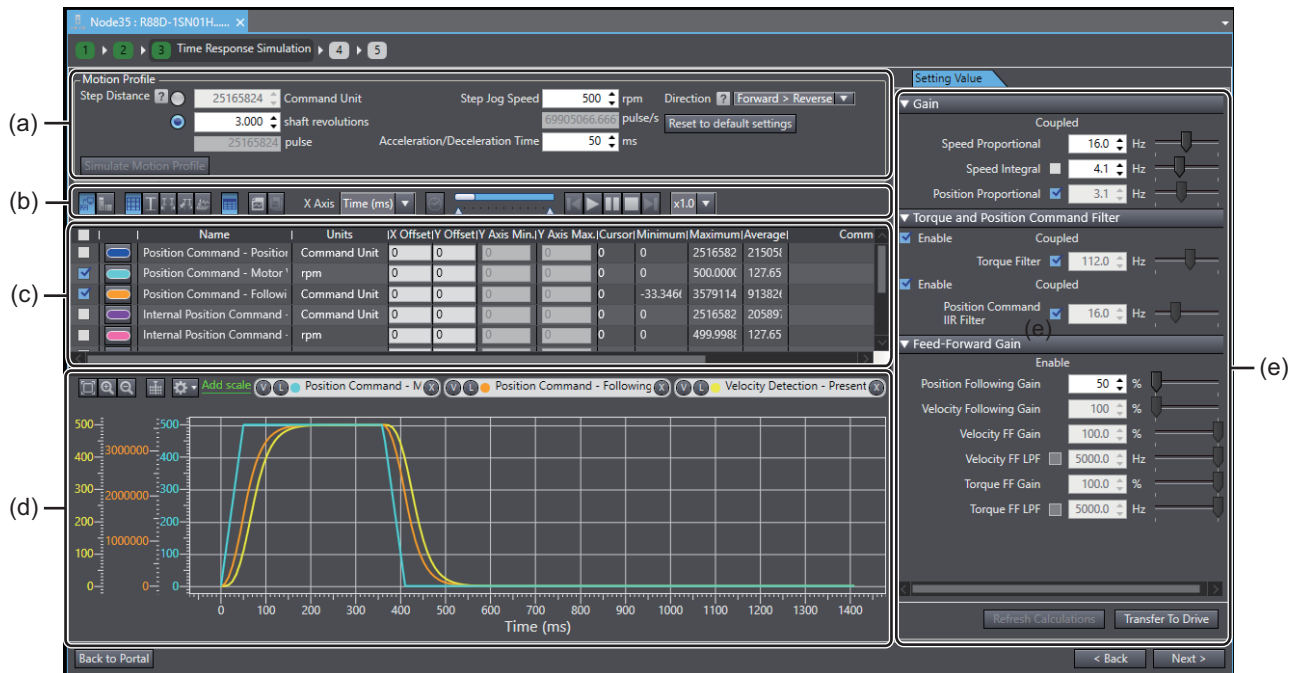 Node35 : R88D-1SN01H...... ×
1 2 3 Time Response Simulation 4 5
(a)
Motion Profile
Step Distance ? 25165824 Command Unit Step Jog Speed 500 rpm Direction ? Forward > Reverse
3.000 shaft revolutions 69905066.666 pulse/s Reset to default settings
25165824 pulse Acceleration/Deceleration Time 50 ms
Simulate Motion Profile
(b)
X Axis Time (ms) x1.0
(c)
Name Units X Offset Y Offset Y Axis Min. Y Axis Max. Cursor Minimum Maximum Average Comm
Position Command - Position Command Unit 0 0 0 0 0 0 2516582 215058
Position Command - Motor rpm 0 0 0 0 0 0 500.000 127.65
Position Command - Followi Command Unit 0 0 0 0 0 -33.346 3579114 913826
Internal Position Command - Command Unit 0 0 0 0 0 0 2516582 205897
Internal Position Command - rpm 0 0 0 0 0 0 499.998 127.65
(d)
Add scale V L Position Command - M X V L Position Command - Following X V L Velocity Detection - Present X
500 500
400 3000000 400
300 2000000 300
200 200
100 1000000 100
0 0 0
0 100 200 300 400 500 600 700 800 900 1000 1100 1200 1300 1400
Time (ms)
Back to Portal
Setting Value
(e)
Gain
Coupled
Speed Proportional 16.0 Hz
Speed Integral 4.1 Hz
Position Proportional 3.1 Hz
Torque and Position Command Filter
Enable Coupled
Torque Filter 112.0 Hz
Enable Coupled
Position Command IIR Filter 16.0 Hz
(e)
Feed-Forward Gain
Enable
Position Following Gain 50 %
Velocity Following Gain 100 %
Velocity FF Gain 100.0 %
Velocity FF LPF 5000.0 Hz
Torque FF Gain 100.0 %
Torque FF LPF 5000.0 Hz
Refresh Calculations Transfer To Drive
< Back Next >